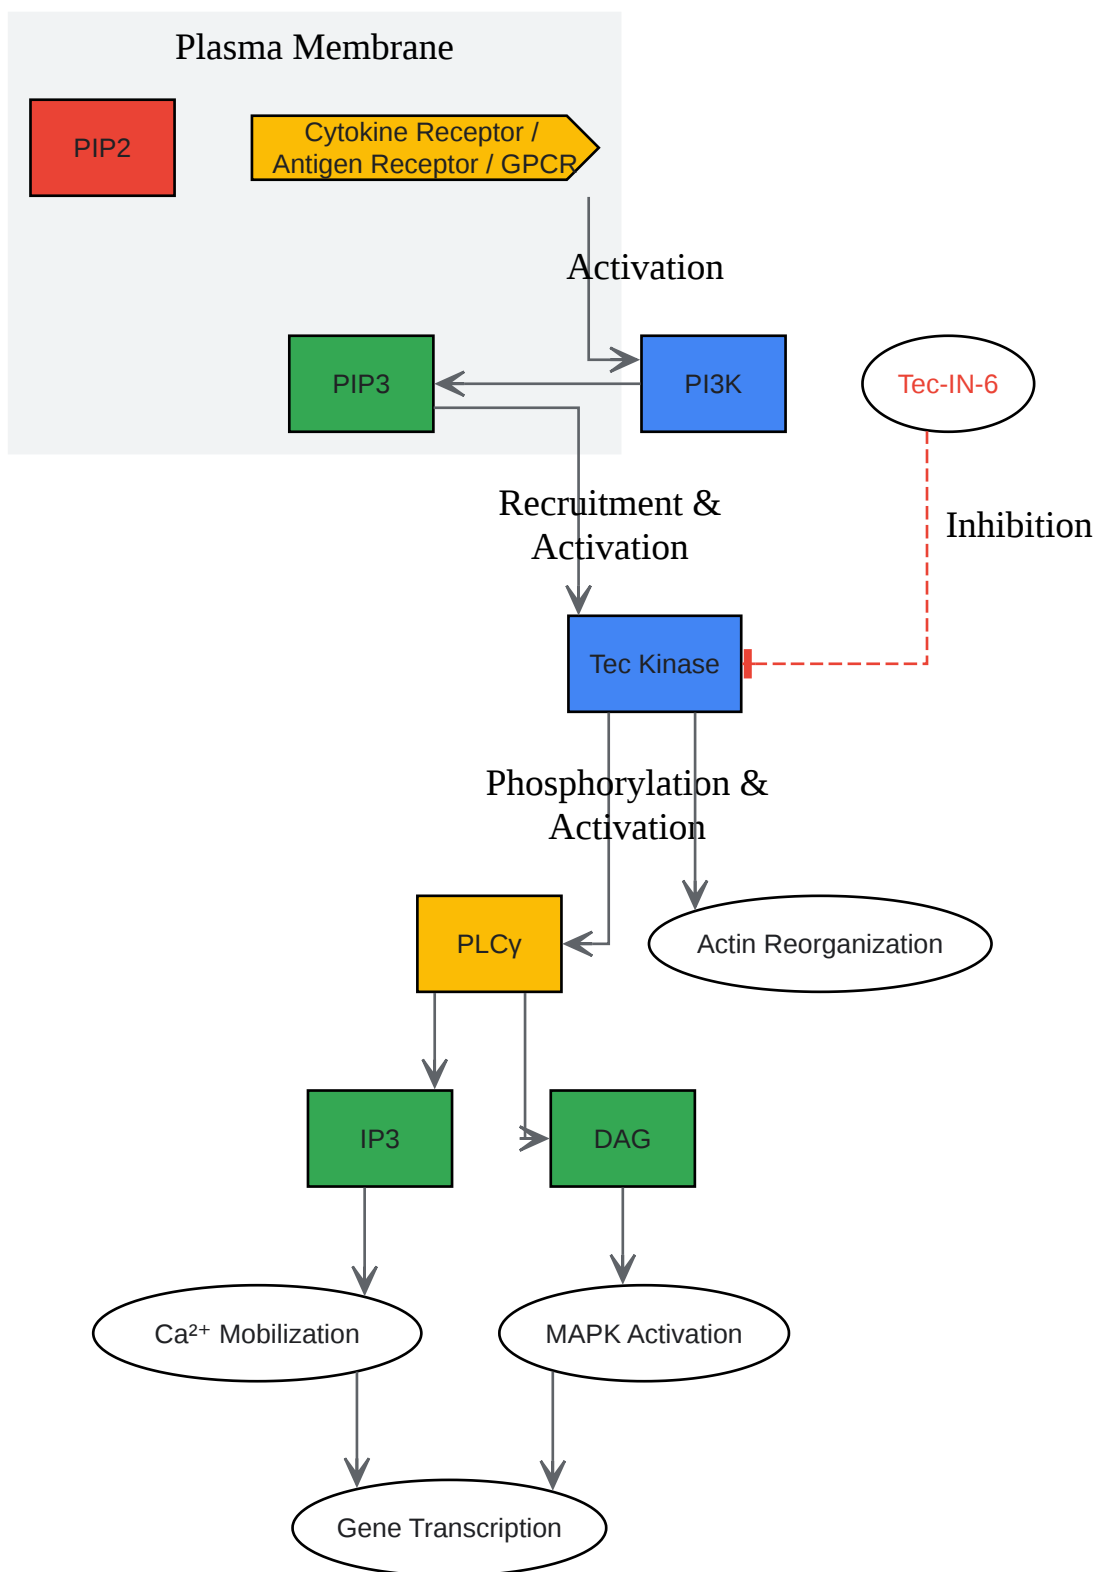 Plasma Membrane
PIP2
Cytokine Receptor /
Antigen Receptor / GPCR
Activation
PIP3
PI3K
Tec-IN-6
Recruitment &
Activation
Inhibition
Tec Kinase
Phosphorylation &
Activation
PLCγ
Actin Reorganization
IP3
DAG
Ca²⁺ Mobilization
MAPK Activation
Gene Transcription